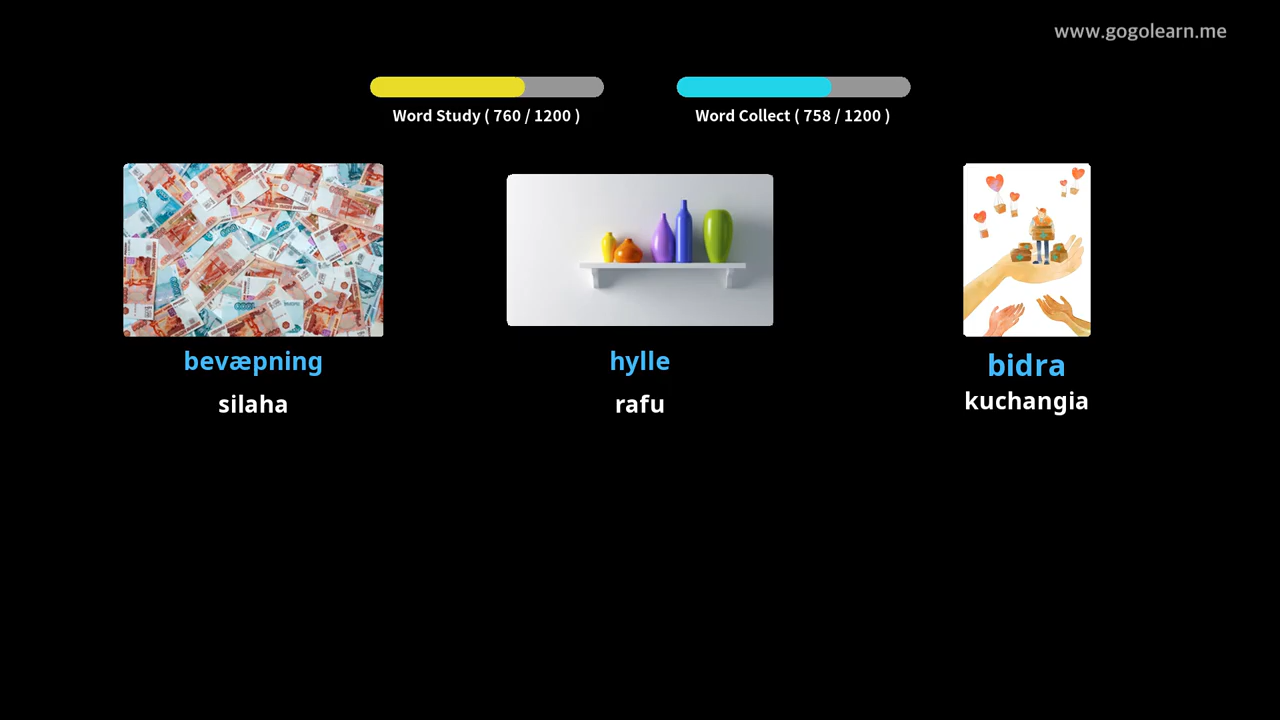 www.gogolearn.me
Word Study ( 760 / 1200 )
Word Collect ( 758 / 1200 )
bevæpning
silaha
hylle
rafu
bidra
kuchangia